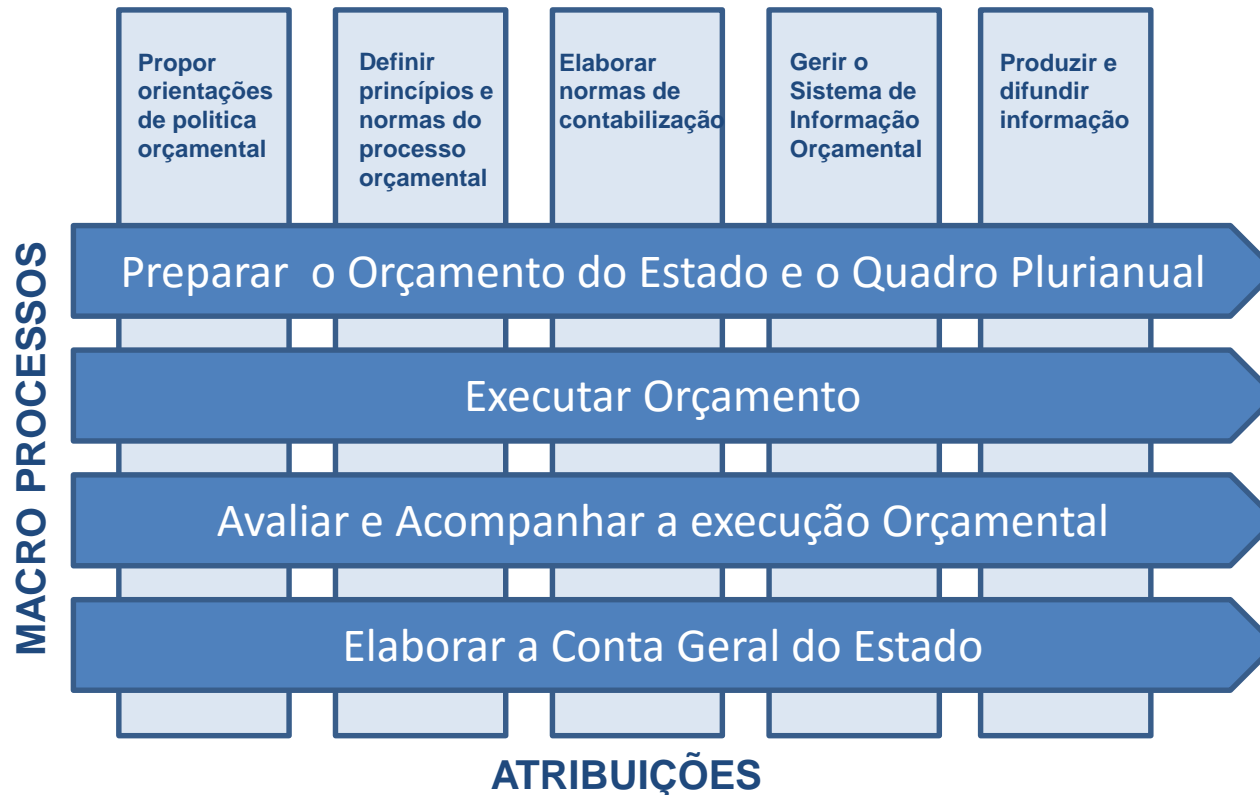 Propor
orientações
de politica
orçamental
Definir
princípios e
normas do
processo
orçamental
Elaborar
normas de
contabilização
Gerir o
Sistema de
Informação
Orçamental
Produzir e
difundir
informação
MACRO PROCESSOS
Preparar o Orçamento do Estado e o Quadro Plurianual
Executar Orçamento
Avaliar e Acompanhar a execução Orçamental
Elaborar a Conta Geral do Estado
ATRIBUIÇÕES